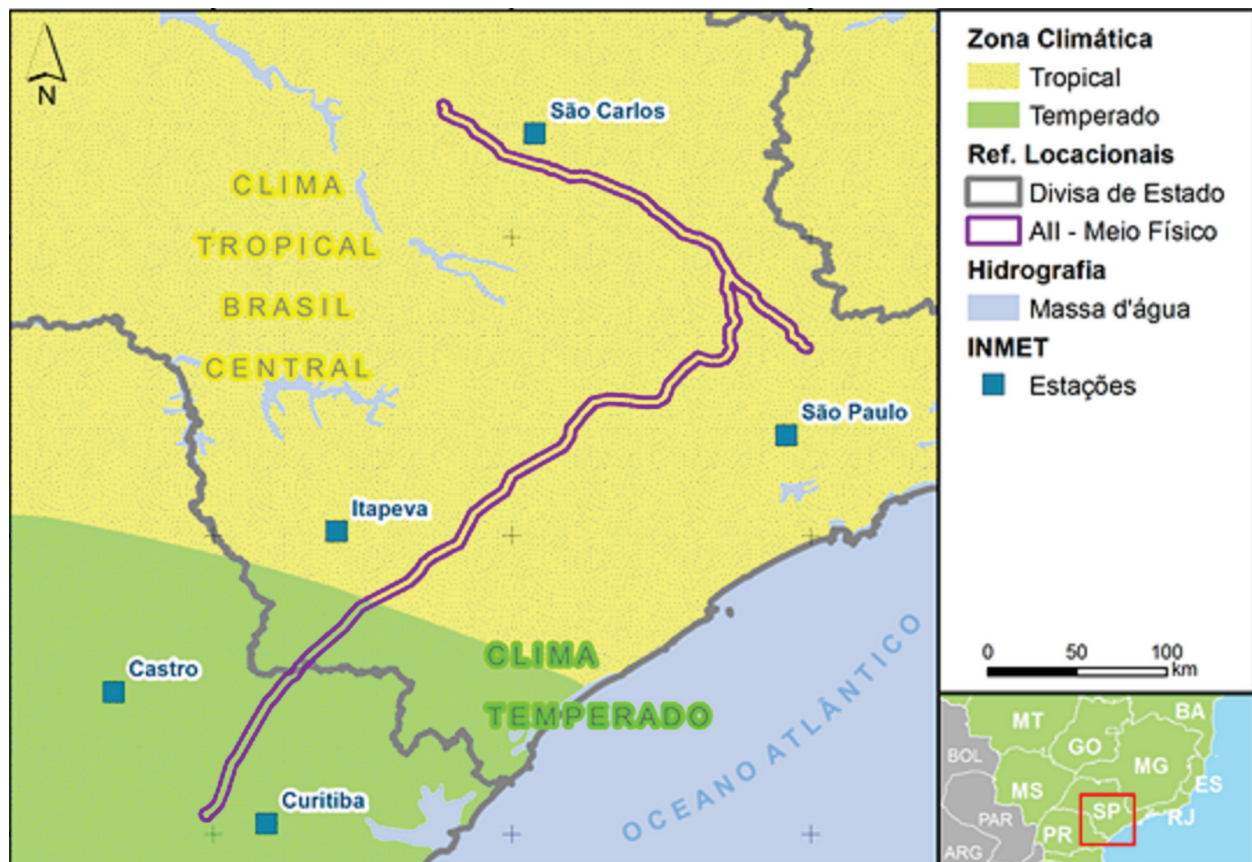 N
São Carlos
CLIMA
TROPICAL
BRASIL
CENTRAL
São Paulo
Itapeva
CLIMA
TEMPERADO
Castro
Curitiba
OCEANO ATLÂNTICO
Zona Climática
Tropical
Temperado
Ref. Locacionais
Divisa de Estado
AII - Meio Físico
Hidrografia
Massa d'água
INMET
Estações
0 50 100
km
MT
BA
BOL
GO
MG
MS
ES
SP
PAR
RJ
PR
ARG